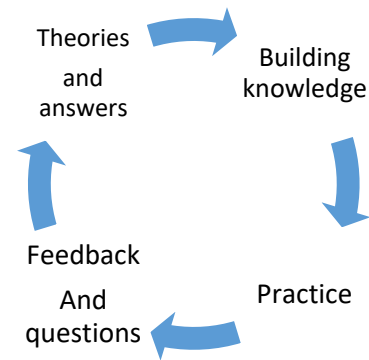 Theories
and
answers
Building
knowledge
Practice
Feedback
And
questions